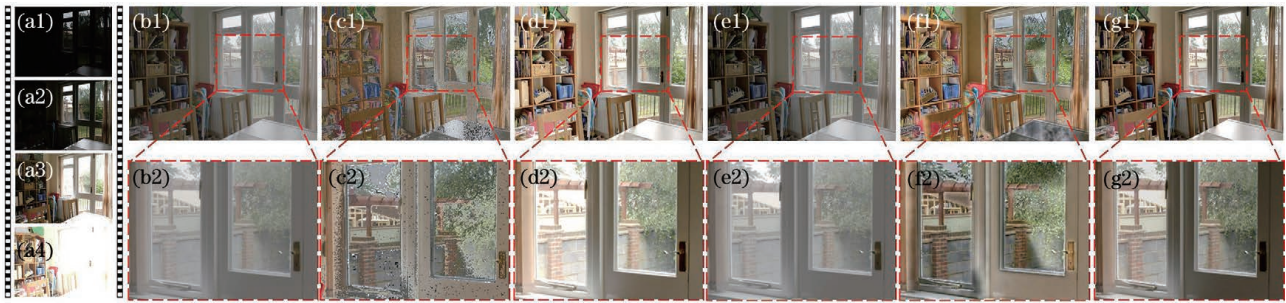 (a1)
(a2)
(a3)
(a4)
(b1)
(c1)
(d1)
(e1)
(f1)
(g1)
(b2)
(c2)
(d2)
(e2)
(f2)
(g2)